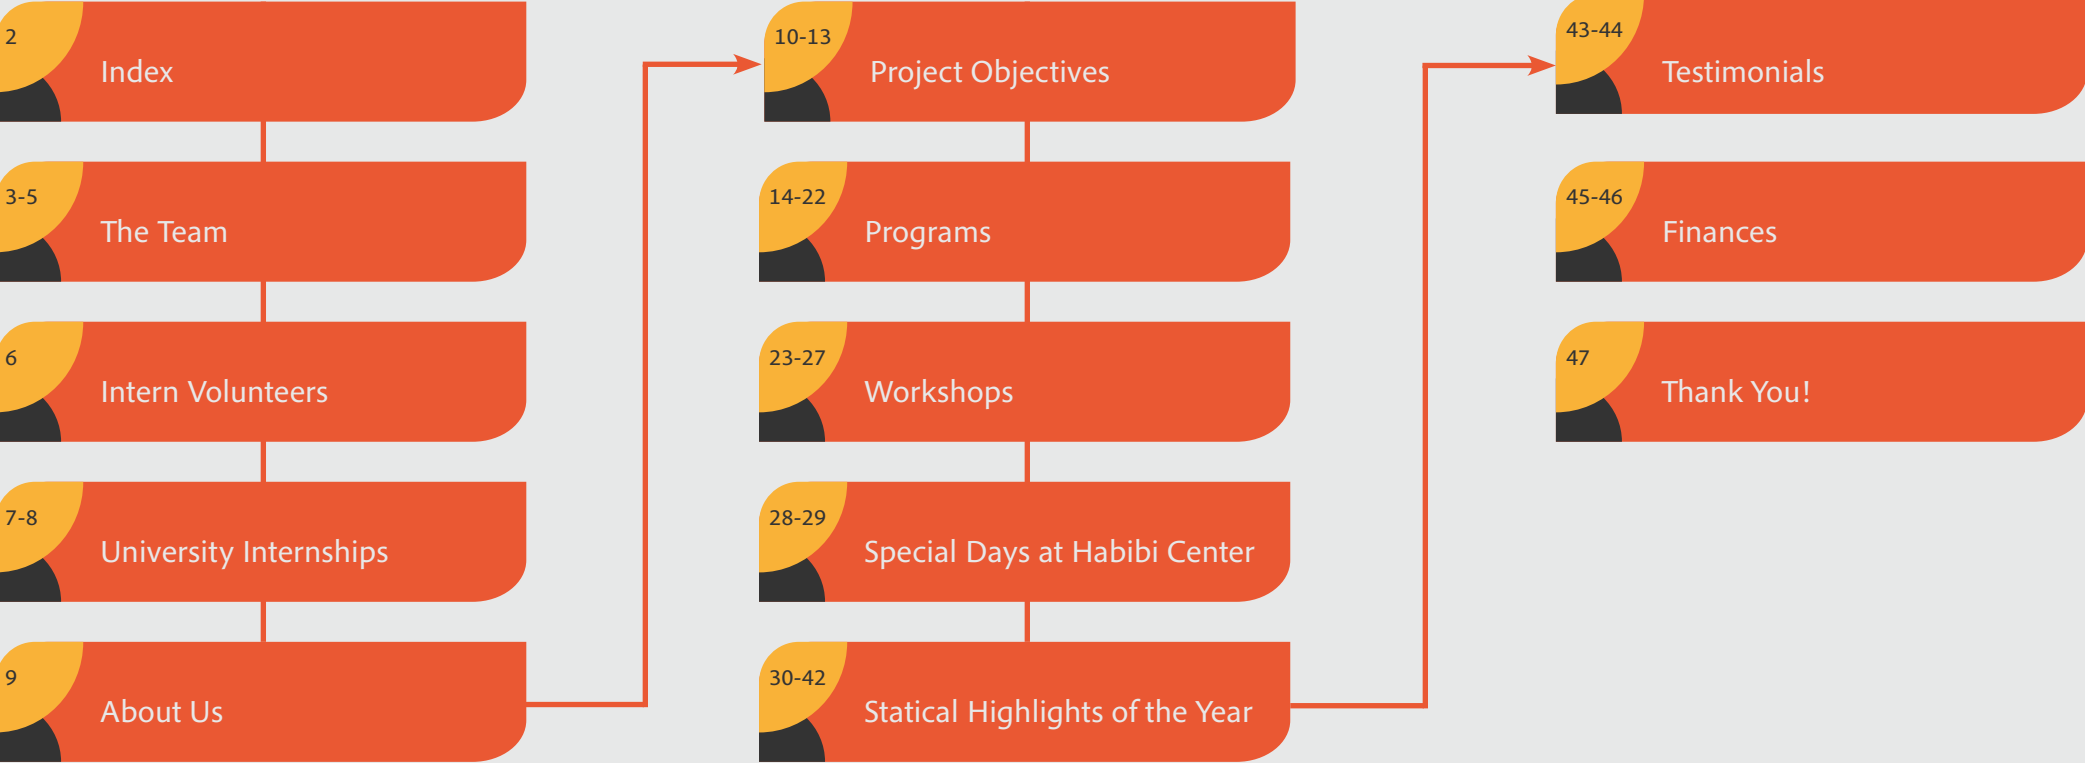 2
Index
3-5
The Team
6
Intern Volunteers
7-8
University Internships
9
About Us
10-13
Project Objectives
14-22
Programs
23-27
Workshops
28-29
Special Days at Habibi Center
30-42
Statical Highlights of the Year
43-44
Testimonials
45-46
Finances
47
Thank You!